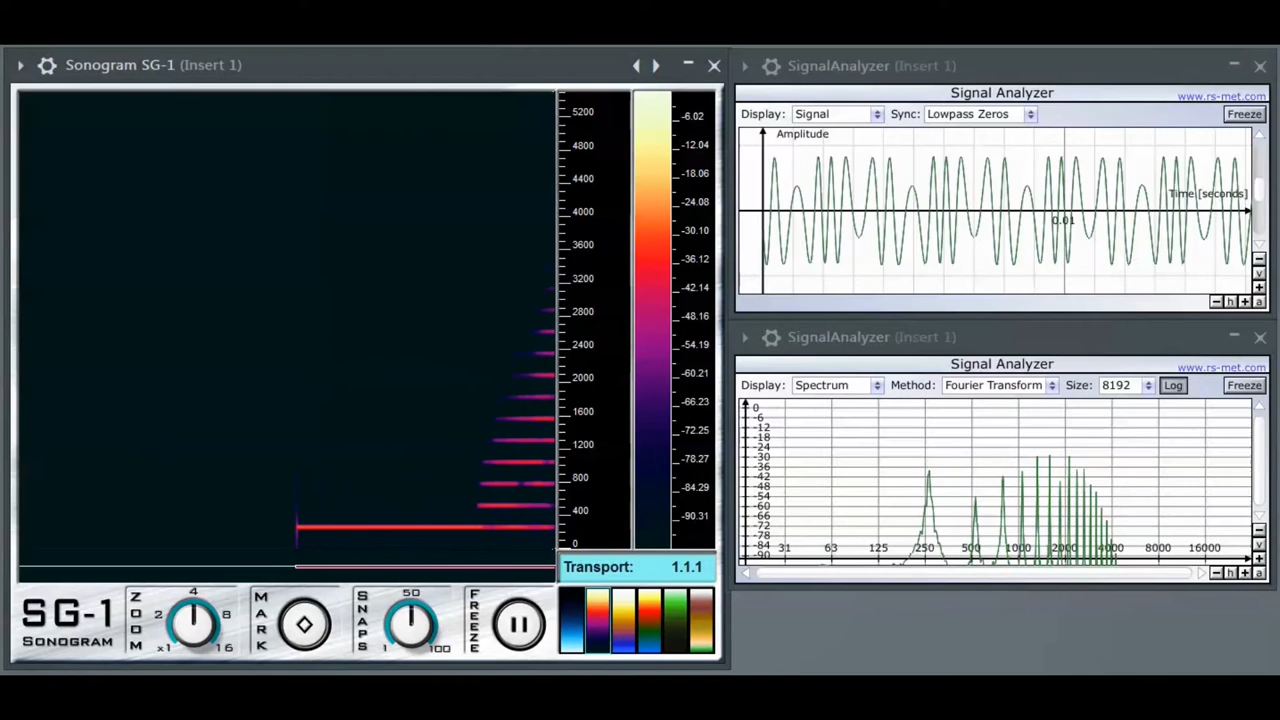 Sonogram SG-1 (Insert 1)
5200
4800
4400
4000
3600
3200
2800
2400
2000
1600
1200
800
400
0
-6.02
-12.04
-18.06
-24.08
-30.10
-36.12
-42.14
-48.16
-54.19
-60.21
-66.23
-72.25
-78.27
-84.29
-90.31
Transport: 1.1.1
SG-1
SONOGRAM
ZOOM
x1 2 4 8 16
MARK
SNAPS
1 50 100
FREEZE
SignalAnalyzer (Insert 1)
Signal Analyzer
www.rs-met.com
Display: Signal Sync: Lowpass Zeros Freeze
Amplitude
Time [seconds]
0.01
- v +
- h + a
SignalAnalyzer (Insert 1)
Signal Analyzer
www.rs-met.com
Display: Spectrum Method: Fourier Transform Size: 8192 Log Freeze
0
-6
-12
-18
-24
-30
-36
-42
-48
-54
-60
-66
-72
-78
-84
-90
31 63 125 250 500 1000 2000 4000 8000 16000
- v +
- h + a